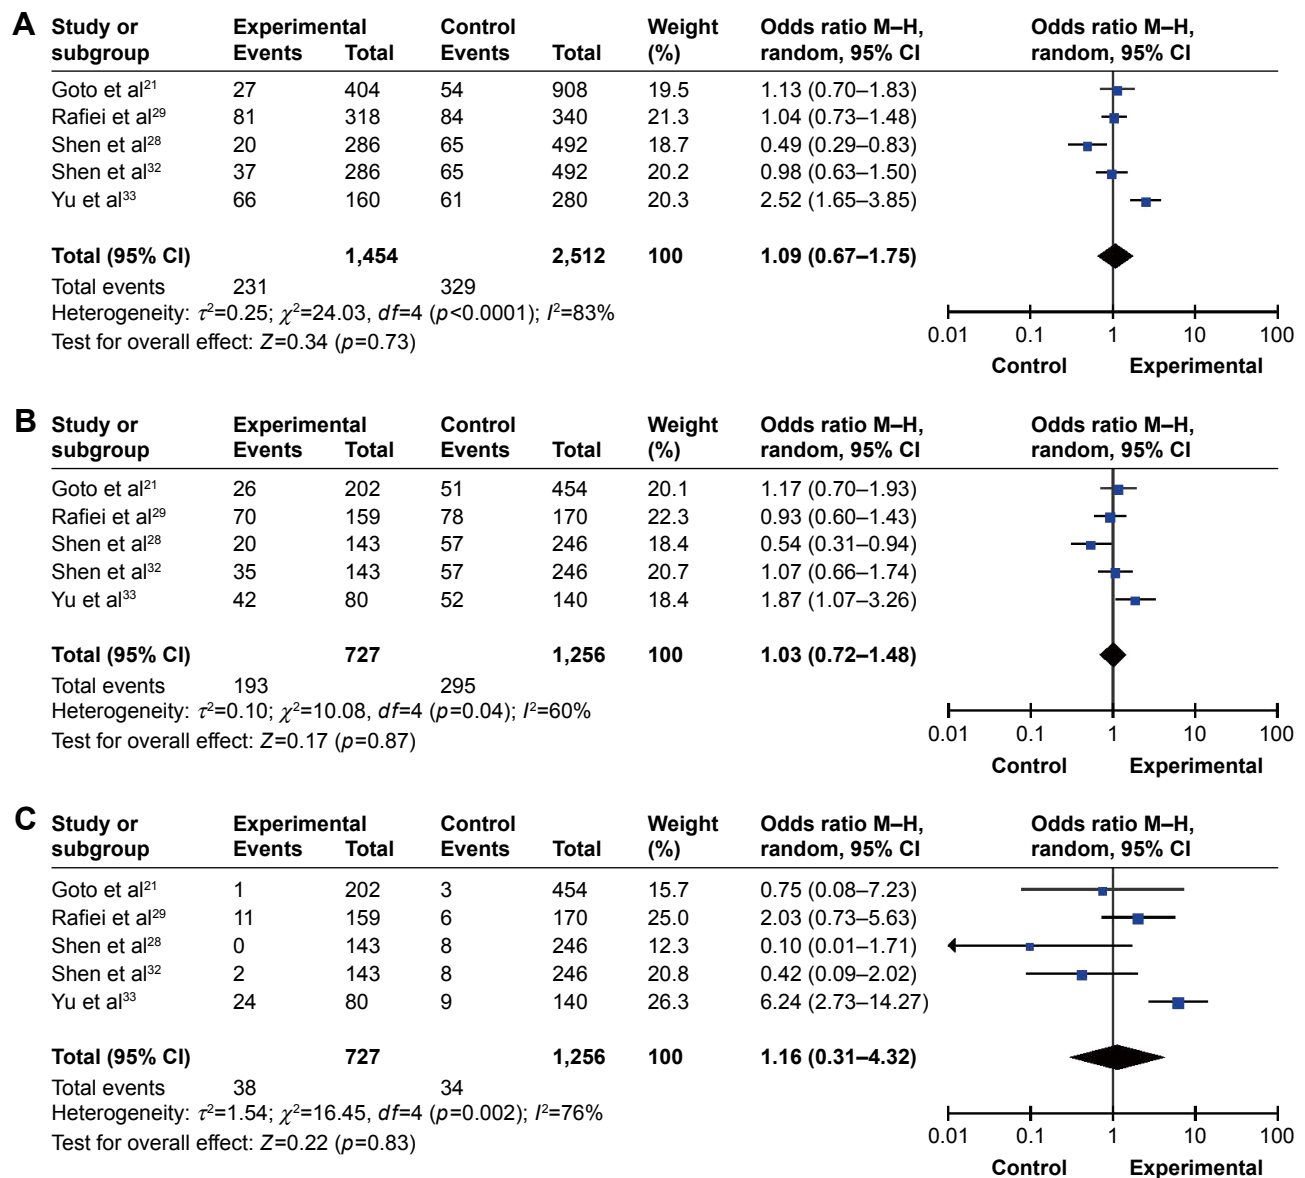 A Study or subgroup Experimental Events Total Control Events Total Weight (%) Odds ratio M–H, random, 95% CI Odds ratio M–H, random, 95% CI
Goto et al21 27 404 54 908 19.5 1.13 (0.70–1.83)
Rafiei et al29 81 318 84 340 21.3 1.04 (0.73–1.48)
Shen et al28 20 286 65 492 18.7 0.49 (0.29–0.83)
Shen et al32 37 286 65 492 20.2 0.98 (0.63–1.50)
Yu et al33 66 160 61 280 20.3 2.52 (1.65–3.85)
Total (95% CI) 1,454 2,512 100 1.09 (0.67–1.75)
Total events 231 329
Heterogeneity: τ2=0.25; χ2=24.03, df=4 (p<0.0001); I2=83%
Test for overall effect: Z=0.34 (p=0.73)
0.01 0.1 1 10 100
Control Experimental
B Study or subgroup Experimental Events Total Control Events Total Weight (%) Odds ratio M–H, random, 95% CI Odds ratio M–H, random, 95% CI
Goto et al21 26 202 51 454 20.1 1.17 (0.70–1.93)
Rafiei et al29 70 159 78 170 22.3 0.93 (0.60–1.43)
Shen et al28 20 143 57 246 18.4 0.54 (0.31–0.94)
Shen et al32 35 143 57 246 20.7 1.07 (0.66–1.74)
Yu et al33 42 80 52 140 18.4 1.87 (1.07–3.26)
Total (95% CI) 727 1,256 100 1.03 (0.72–1.48)
Total events 193 295
Heterogeneity: τ2=0.10; χ2=10.08, df=4 (p=0.04); I2=60%
Test for overall effect: Z=0.17 (p=0.87)
0.01 0.1 1 10 100
Control Experimental
C Study or subgroup Experimental Events Total Control Events Total Weight (%) Odds ratio M–H, random, 95% CI Odds ratio M–H, random, 95% CI
Goto et al21 1 202 3 454 15.7 0.75 (0.08–7.23)
Rafiei et al29 11 159 6 170 25.0 2.03 (0.73–5.63)
Shen et al28 0 143 8 246 12.3 0.10 (0.01–1.71)
Shen et al32 2 143 8 246 20.8 0.42 (0.09–2.02)
Yu et al33 24 80 9 140 26.3 6.24 (2.73–14.27)
Total (95% CI) 727 1,256 100 1.16 (0.31–4.32)
Total events 38 34
Heterogeneity: τ2=1.54; χ2=16.45, df=4 (p=0.002); I2=76%
Test for overall effect: Z=0.22 (p=0.83)
0.01 0.1 1 10 100
Control Experimental